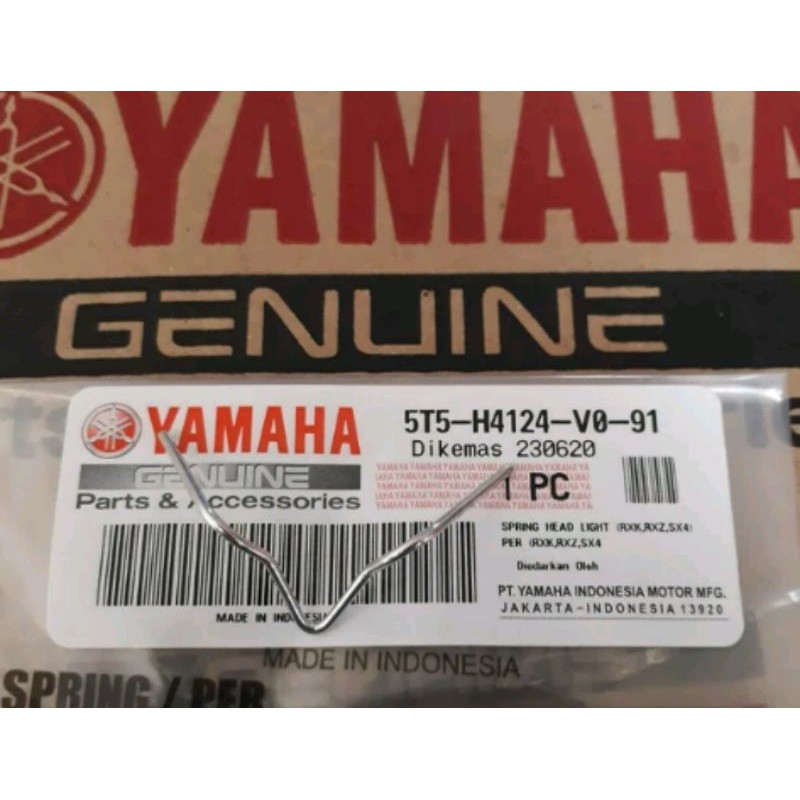 YAMAHA
GENUINE
YAMAHA
GENUINE
Parts & Accessories
5T5-H4124-V0-91
Dikemas 230620
1 PC
SPRING HEAD LIGHT (RXK,RXZ,SX4)
PER (RXK,RXZ,SX4
Diedarkan Oleh
PT. YAMAHA INDONESIA MOTOR MFG.
JAKARTA-INDONESIA 13920
MADE IN INDONESIA
MADE IN INDONESIA
SPRING / PER